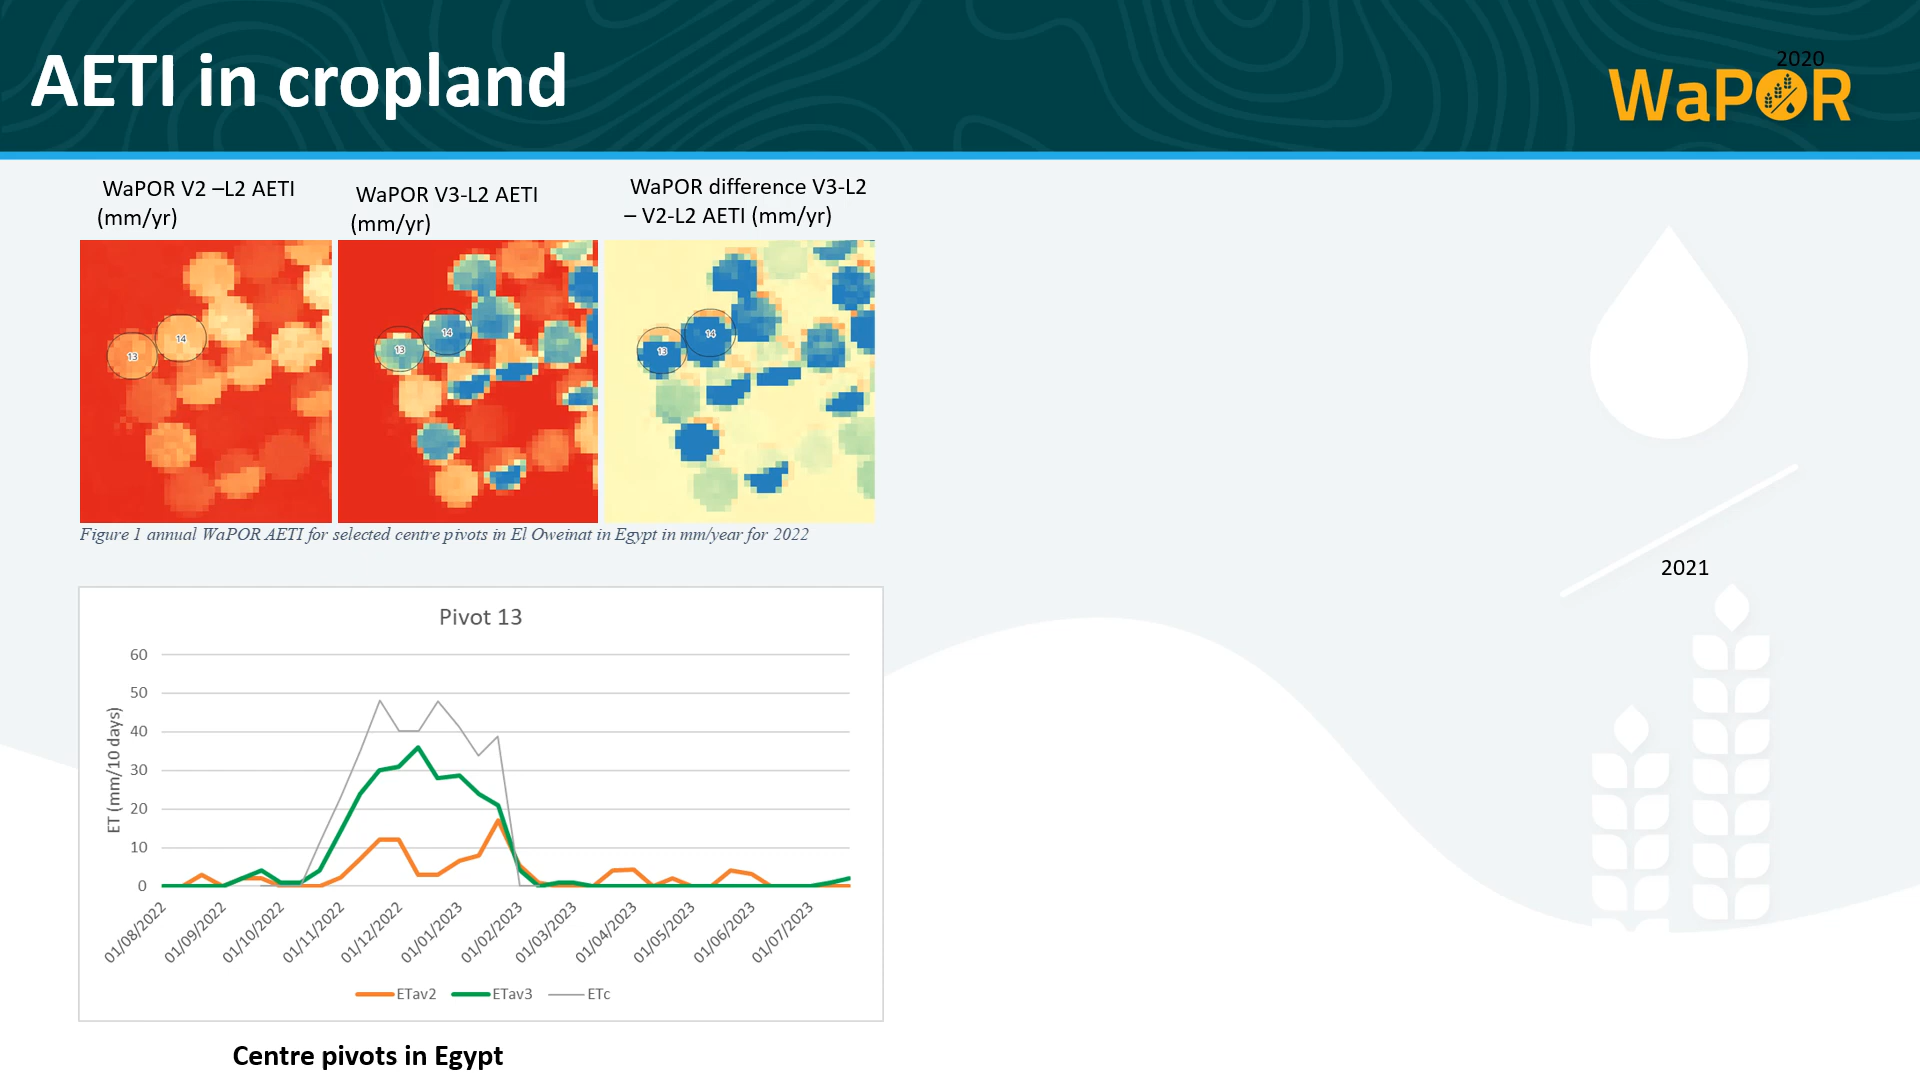 AETI in cropland
2020
WaPOR
WaPOR V2 –L2 AETI
(mm/yr)
WaPOR V3-L2 AETI
(mm/yr)
WaPOR difference V3-L2
– V2-L2 AETI (mm/yr)
13
14
13
14
13
14
Figure 1 annual WaPOR AETI for selected centre pivots in El Oweinat in Egypt in mm/year for 2022
2021
Pivot 13
ET (mm/10 days)
60
50
40
30
20
10
0
01/08/2022
01/09/2022
01/10/2022
01/11/2022
01/12/2022
01/01/2023
01/02/2023
01/03/2023
01/04/2023
01/05/2023
01/06/2023
01/07/2023
ETav2
ETav3
ETc
Centre pivots in Egypt